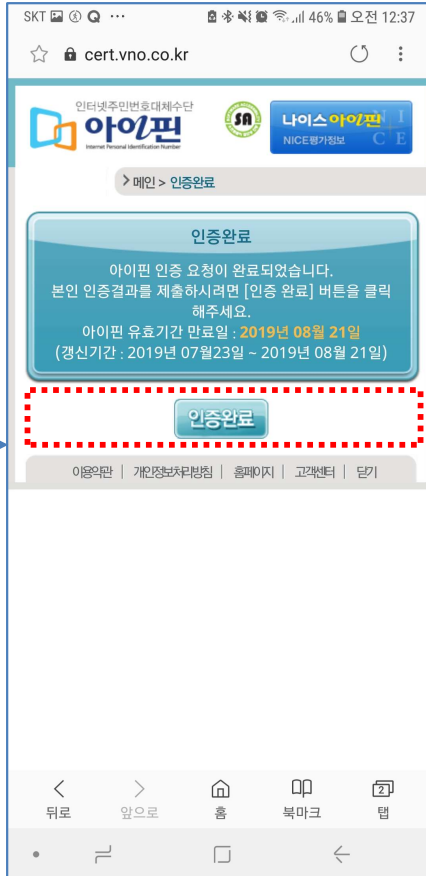 SKT ··· 46% 오전 12:37
cert.vno.co.kr
인터넷주민번호대체수단
아이핀
Internet Personal Identification Number
SA
나이스아이핀
NICE평가정보
NICE
> 메인 > 인증완료
인증완료
아이핀 인증 요청이 완료되었습니다.
본인 인증결과를 제출하시려면 [인증 완료] 버튼을 클릭
해주세요.
아이핀 유효기간 만료일 : 2019년 08월 21일
(갱신기간 : 2019년 07월23일 ~ 2019년 08월 21일)
인증완료
이용약관 | 개인정보처리방침 | 홈페이지 | 고객센터 | 닫기
2
뒤로 앞으로 홈 북마크 탭